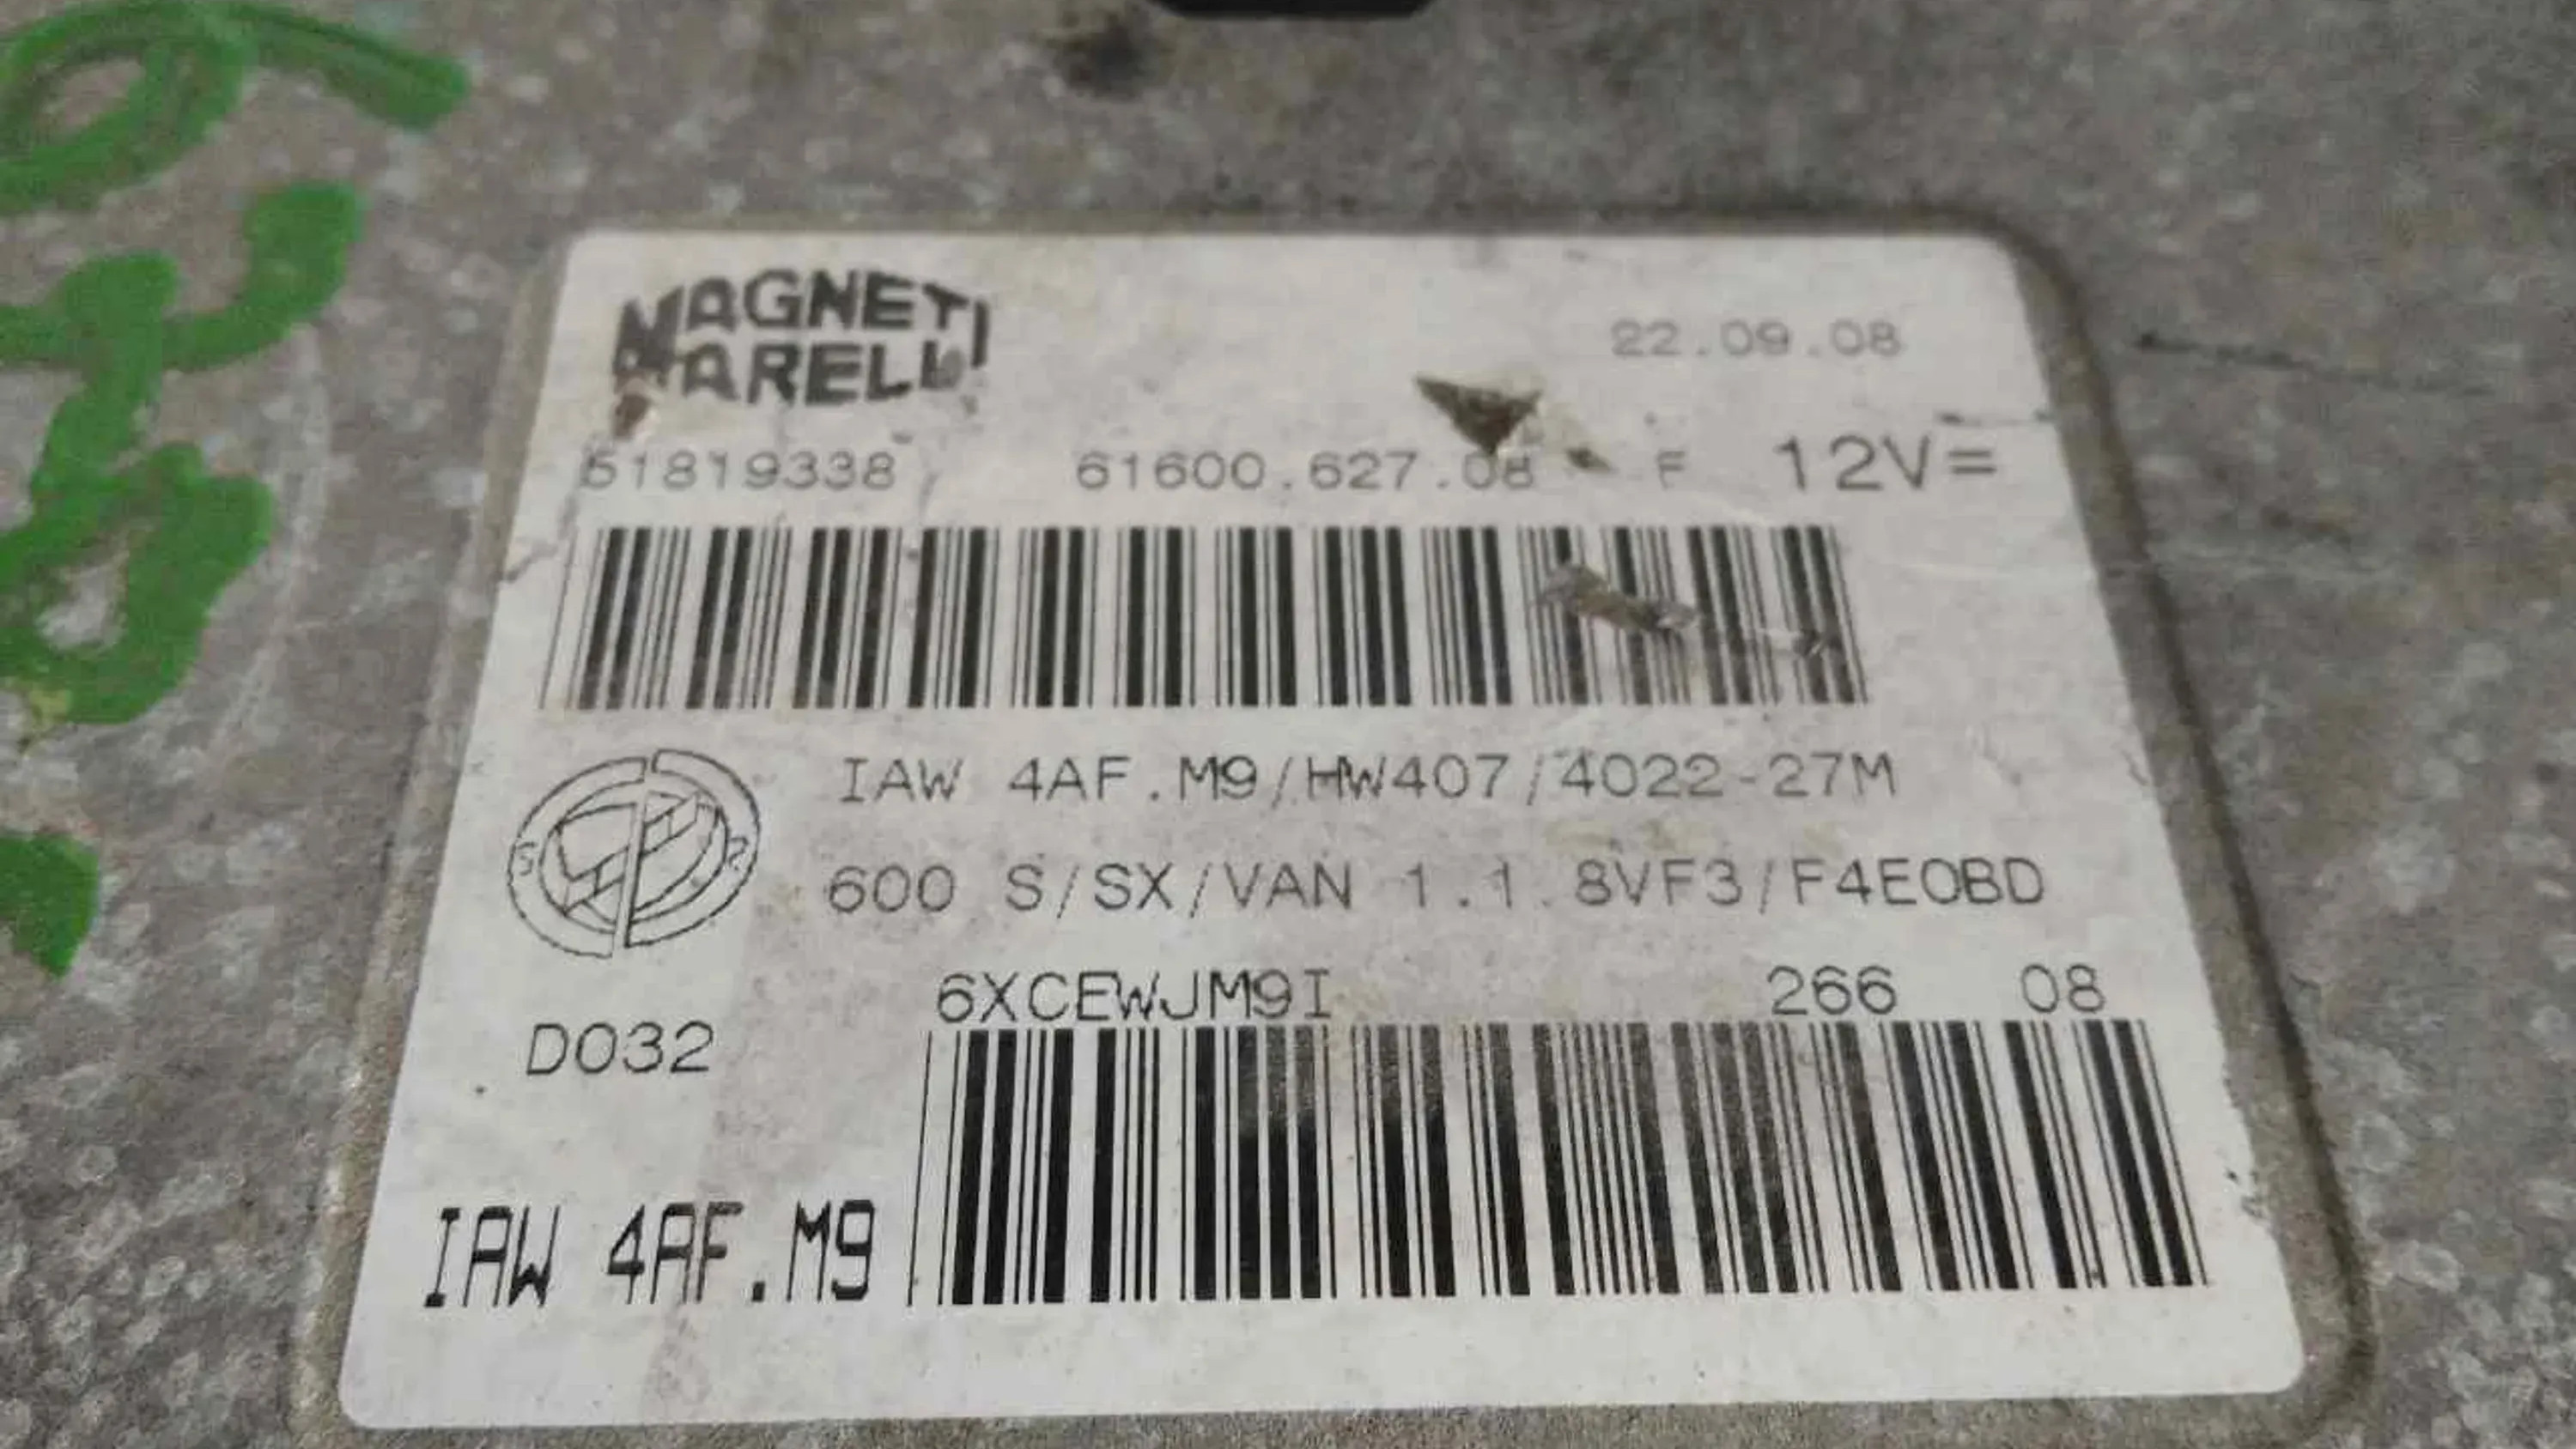 MAGNETI
MARELLI
22.09.08
51819338 61600.627.08 F 12V=
IAW 4AF.M9/HW407/4022-27M
600 S/SX/VAN 1.1 8VF3/F4EOBD
6XCEWJM9I 266 08
D032
IAW 4AF.M9